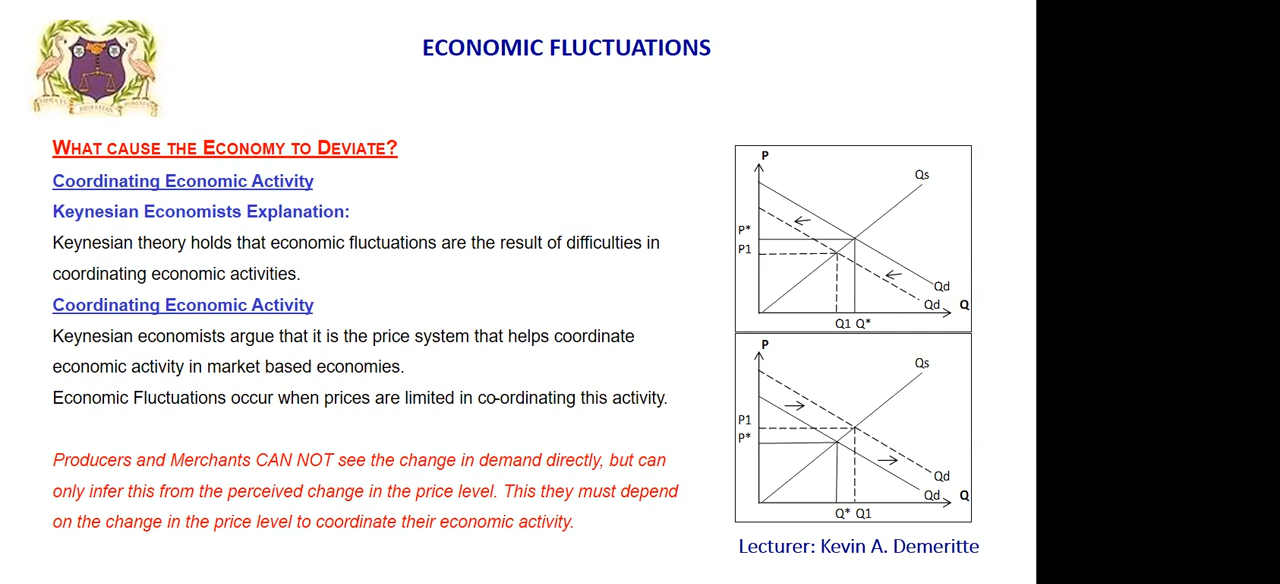 ECONOMIC FLUCTUATIONS
WHAT CAUSE THE ECONOMY TO DEVIATE?
Coordinating Economic Activity
Keynesian Economists Explanation:
Keynesian theory holds that economic fluctuations are the result of difficulties in
coordinating economic activities.
Coordinating Economic Activity
Keynesian economists argue that it is the price system that helps coordinate
economic activity in market based economies.
Economic Fluctuations occur when prices are limited in co-ordinating this activity.
Producers and Merchants CAN NOT see the change in demand directly, but can
only infer this from the perceived change in the price level. This they must depend
on the change in the price level to coordinate their economic activity.
P
Qs
P*
P1
Qd
Qd Q
Q1 Q*
P
Qs
P1
P*
Qd
Qd Q
Q* Q1
Lecturer: Kevin A. Demeritte